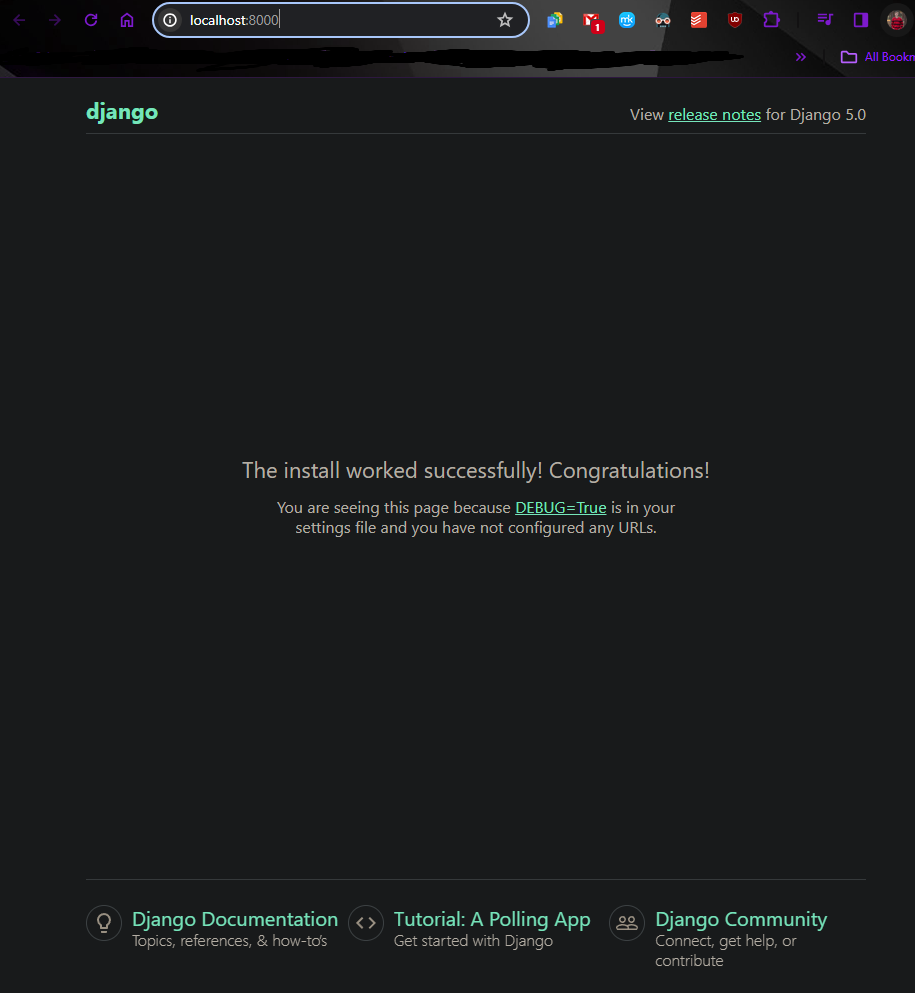 localhost:8000
1
mk
UD
»
All Bookm
django
View release notes for Django 5.0
The install worked successfully! Congratulations!
You are seeing this page because DEBUG=True is in your
settings file and you have not configured any URLs.
Django Documentation
Topics, references, & how-to's
Tutorial: A Polling App
Get started with Django
Django Community
Connect, get help, or
contribute